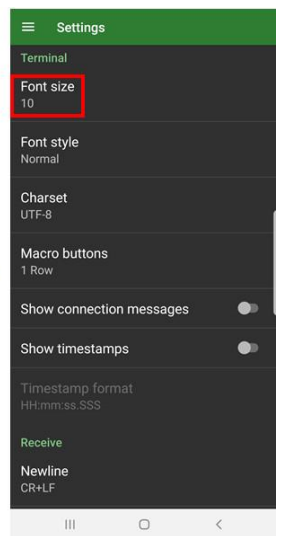 Settings
Terminal
Font size
10
Font style
Normal
Charset
UTF-8
Macro buttons
1 Row
Show connection messages
Show timestamps
Timestamp format
HH:mm:ss.SSS
Receive
Newline
CR+LF